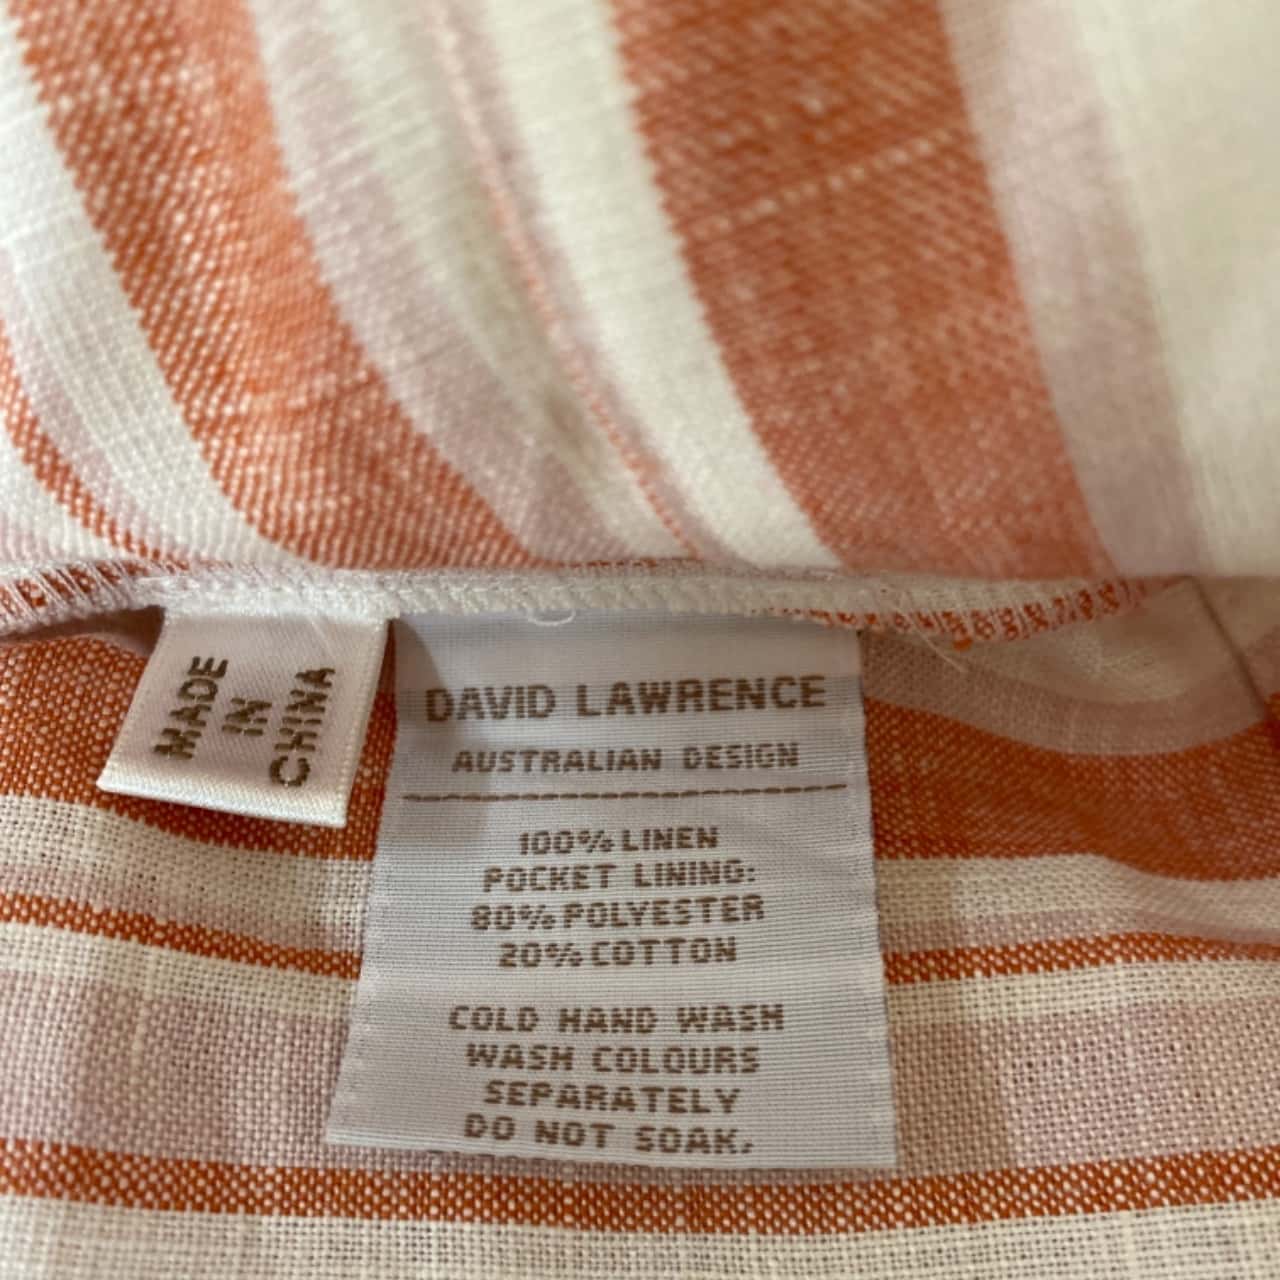 MADE
IN
CHINA
DAVID LAWRENCE
AUSTRALIAN DESIGN
100% LINEN
POCKET LINING:
80% POLYESTER
20% COTTON
COLD HAND WASH
WASH COLOURS
SEPARATELY
DO NOT SOAK.